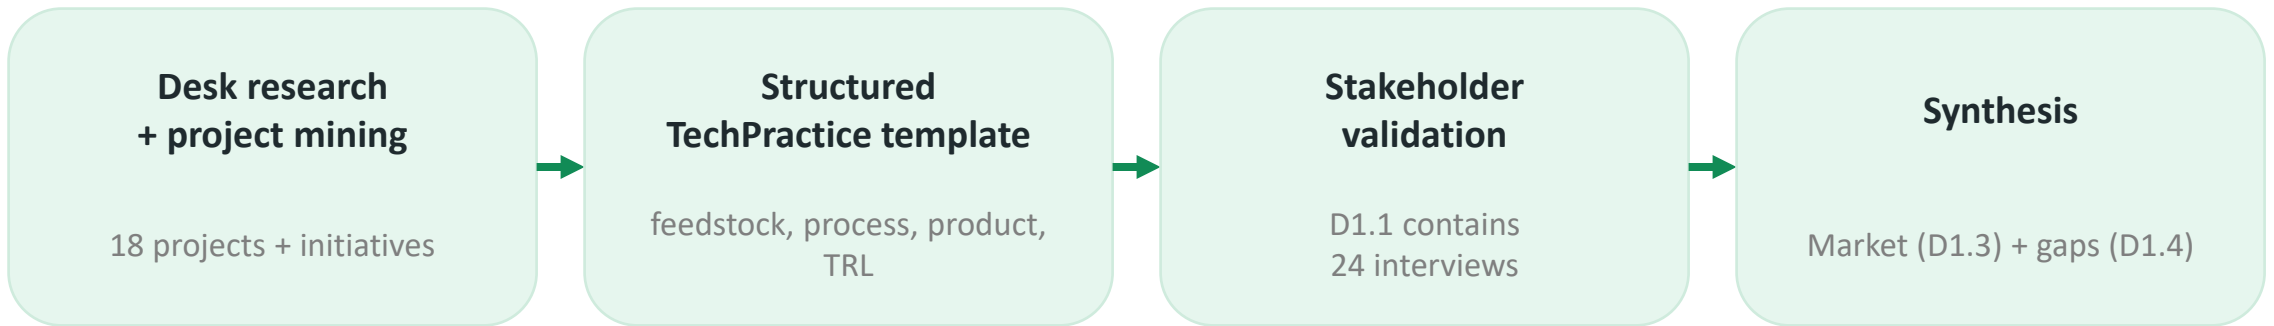 Desk research
+ project mining
18 projects + initiatives
Structured
TechPractice template
feedstock, process, product,
TRL
Stakeholder
validation
D1.1 contains
24 interviews
Synthesis
Market (D1.3) + gaps (D1.4)